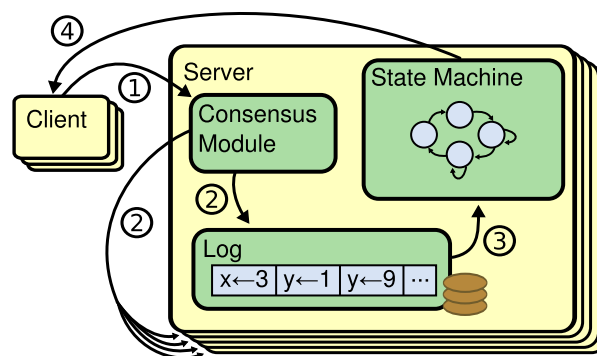 ④
①
Server
State Machine
Client
Consensus
Module
②
②
③
Log
x←3 y←1 y←9 ...